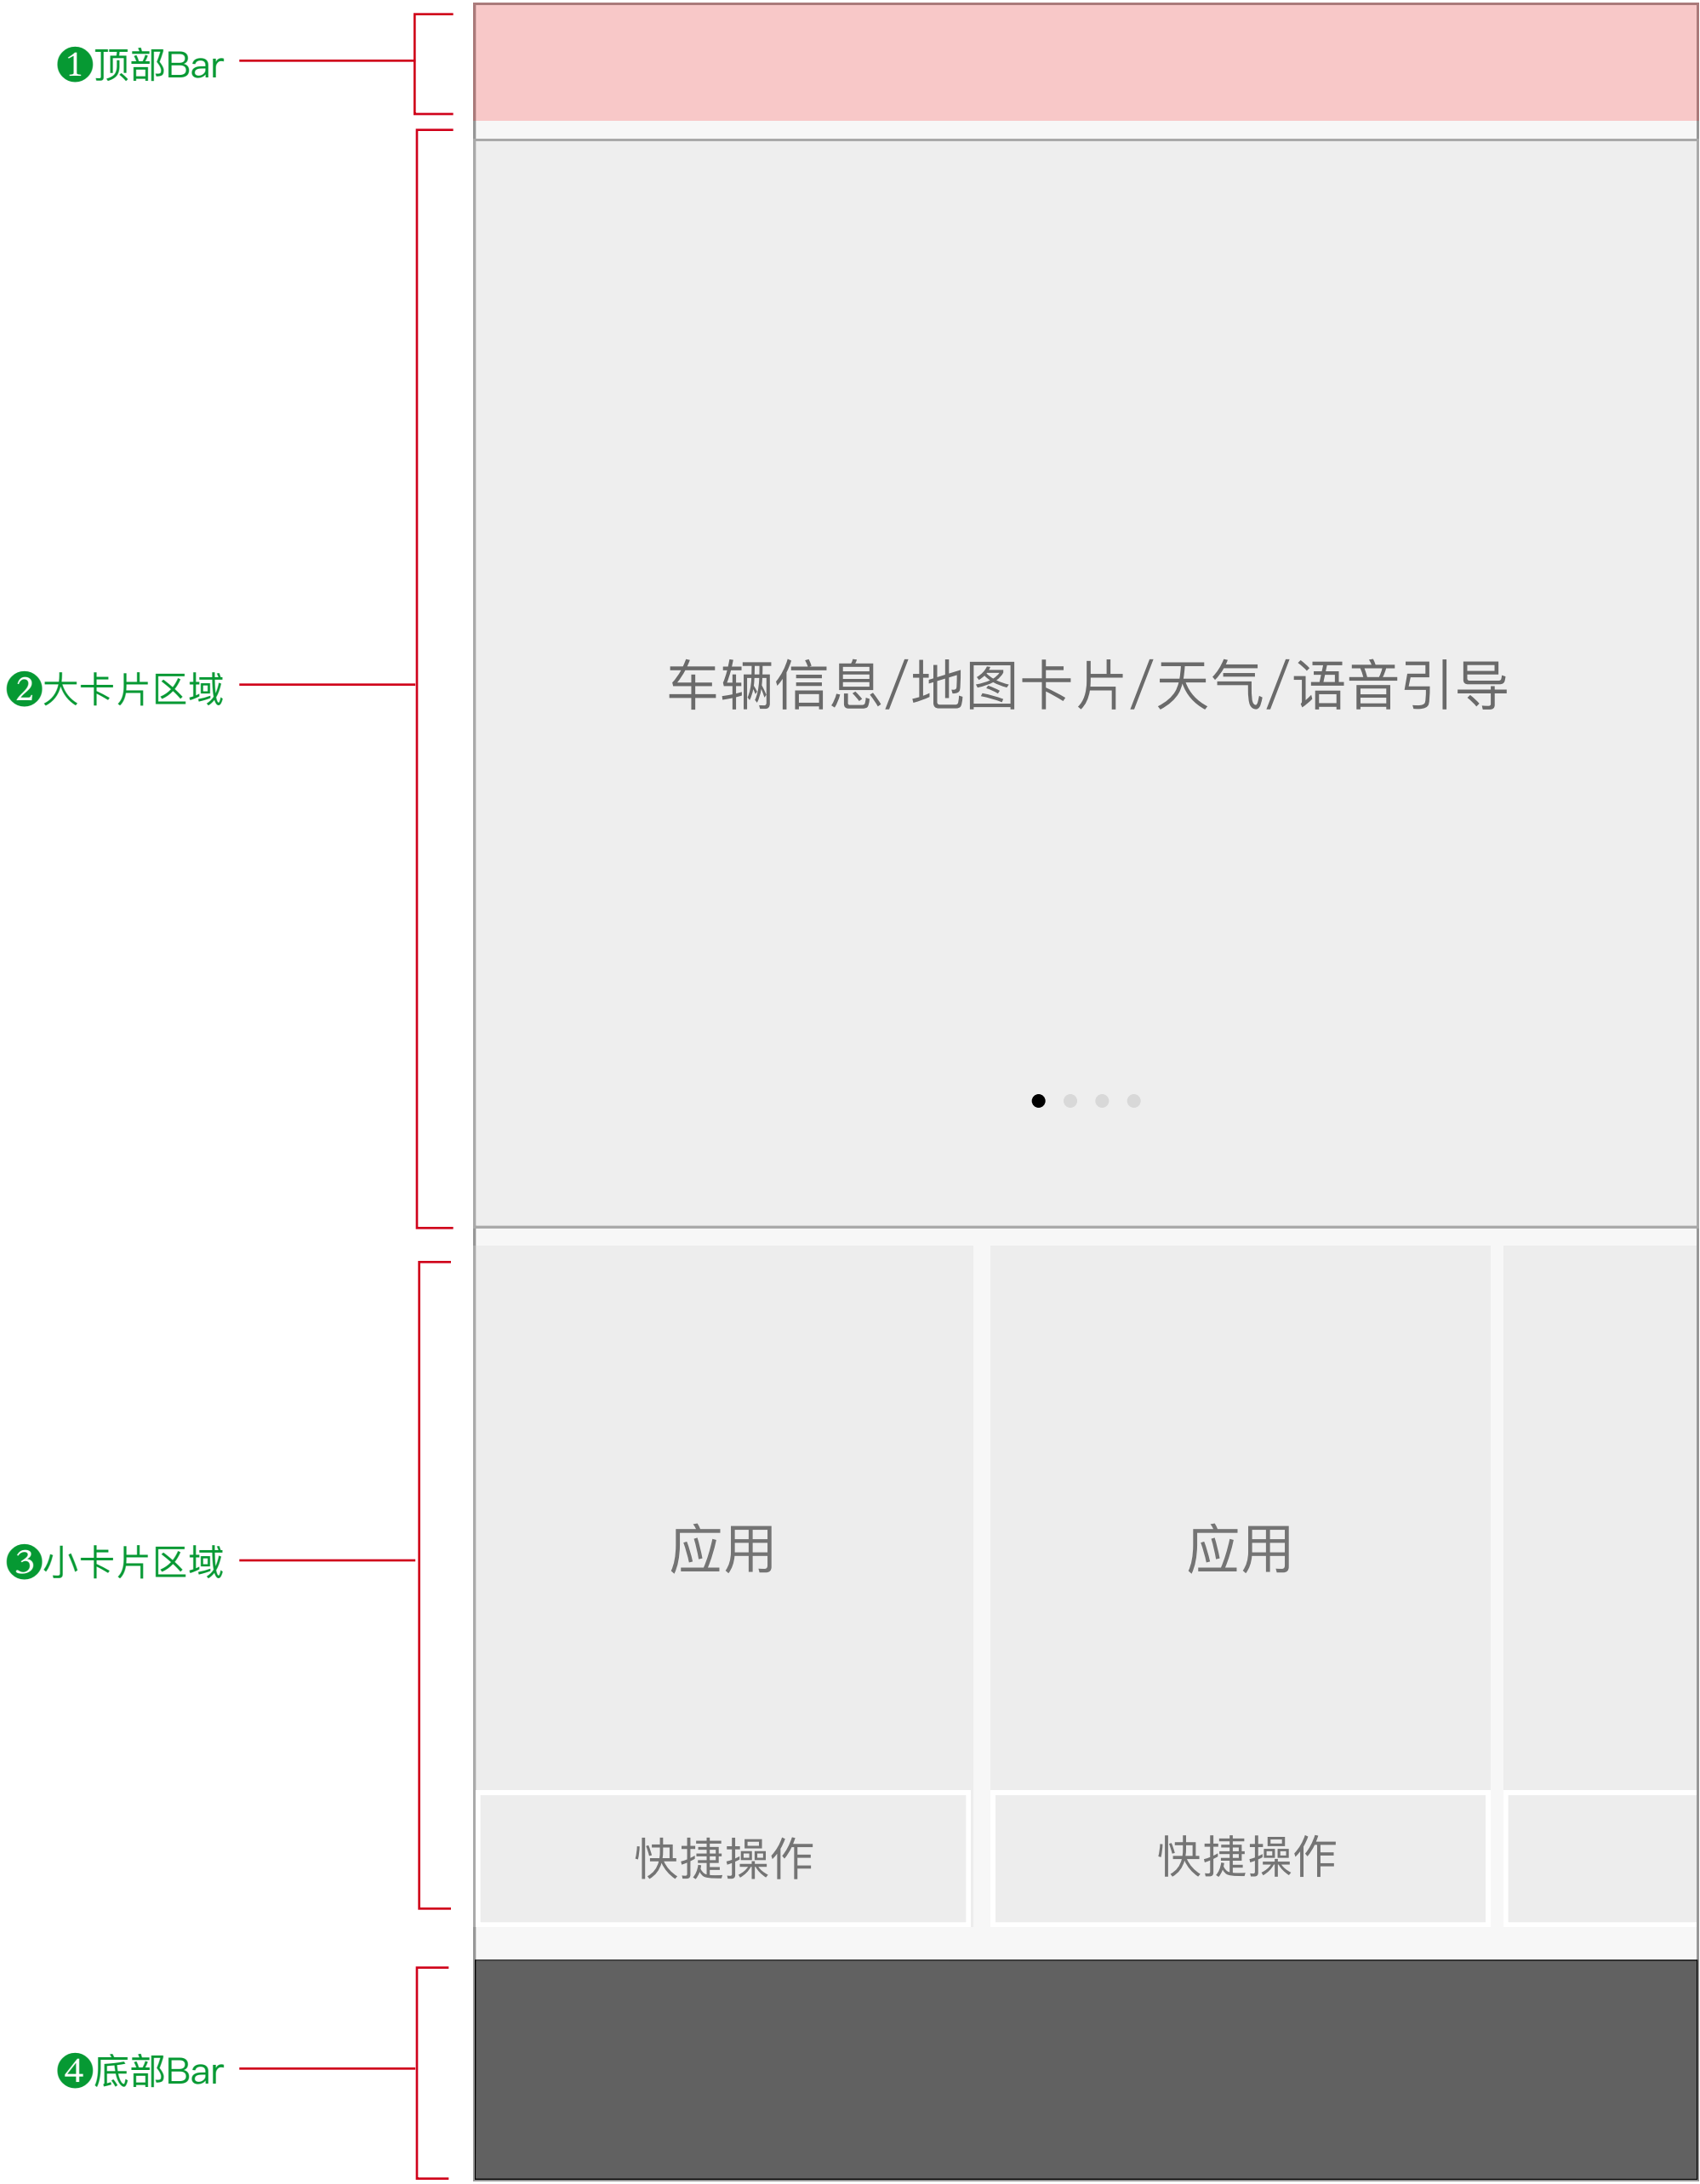 ❶顶部Bar
车辆信息/地图卡片/天气/语音引导
❷大卡片区域
应用 应用
❸小卡片区域
快捷操作 快捷操作
❹底部Bar